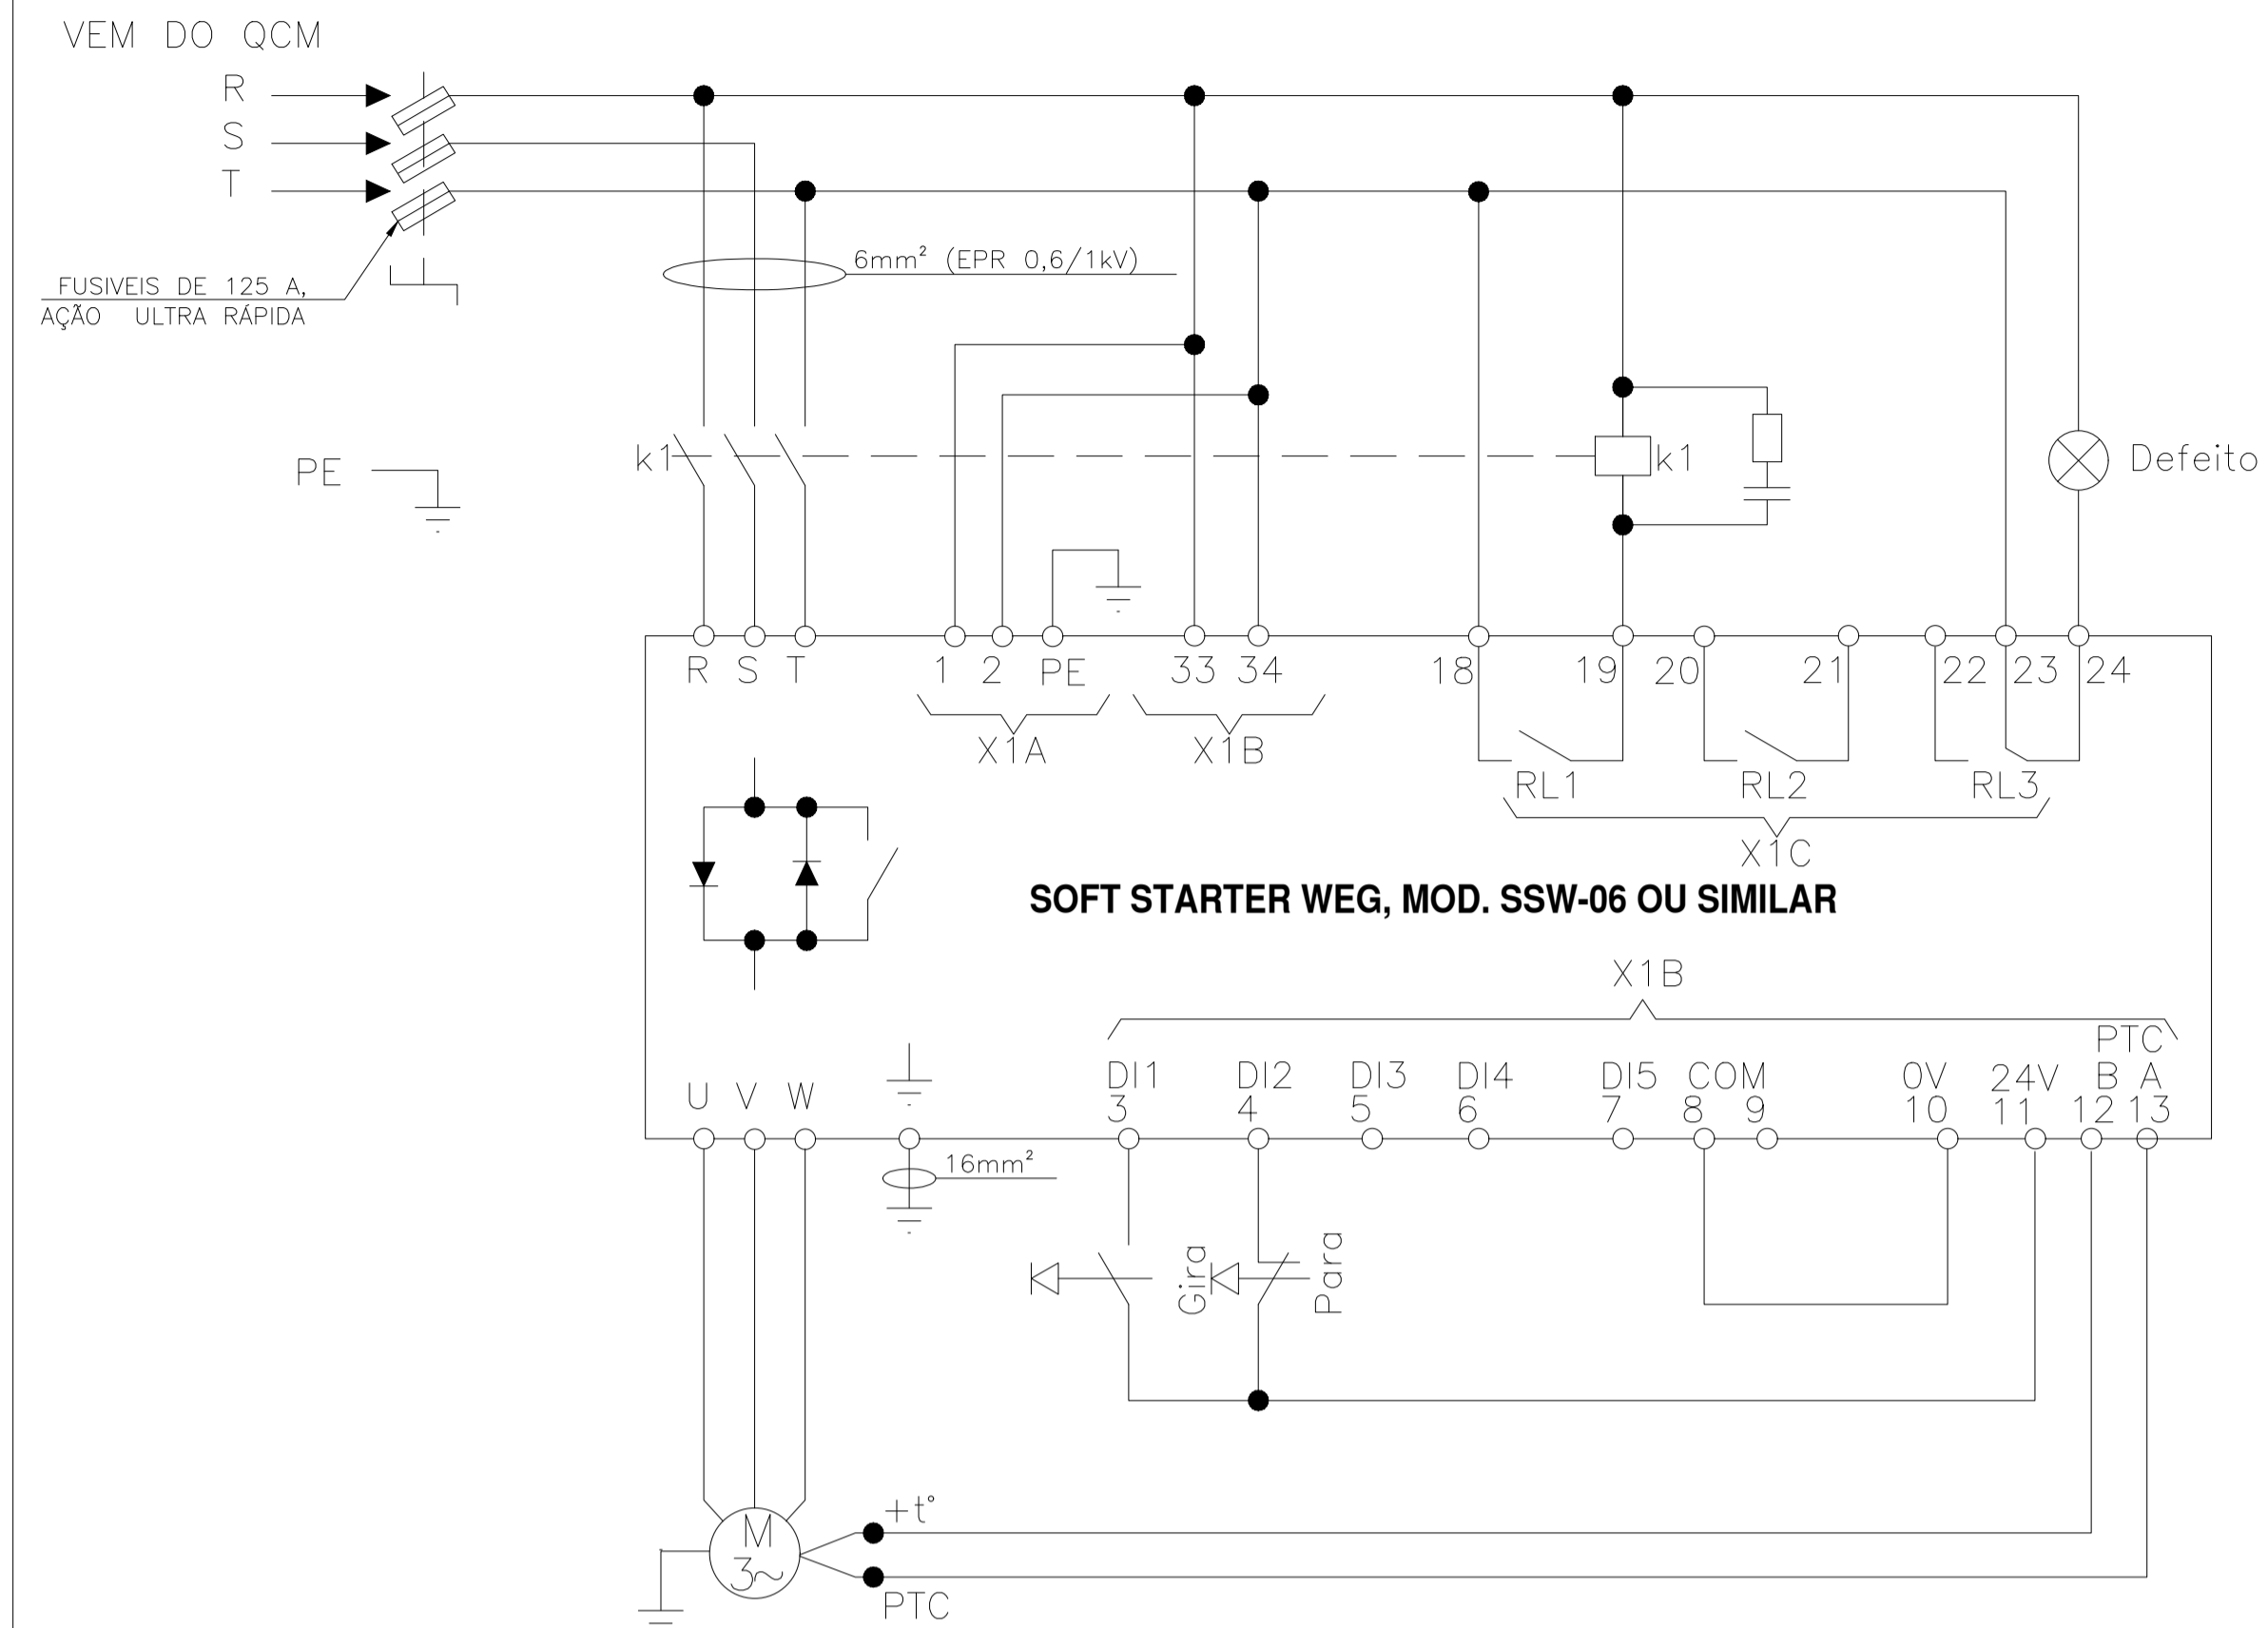 VEM DO QCM
R
S
T
6mm² (EPR 0,6/1kV)
FUSIVEIS DE 125 A,
AÇÃO ULTRA RÁPIDA
PE
k1
k1
Defeito
R S T 1 2 PE 33 34 18 19 20 21 22 23 24
X1A X1B
RL1 RL2 RL3
X1C
SOFT STARTER WEG, MOD. SSW-06 OU SIMILAR
X1B
PTC
U V W DI1 DI2 DI3 DI4 DI5 COM 0V 24V B A
3 4 5 6 7 8 9 10 11 12 13
16mm²
Gira
Para
+t°
M
3~
PTC